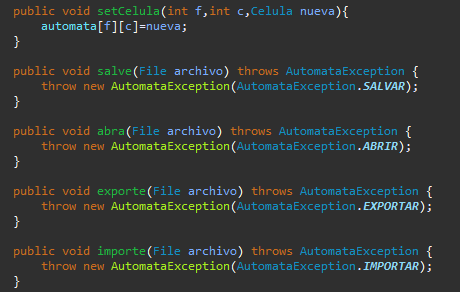 public void setCelula(int f,int c,Celula nueva){
automata[f][c]=nueva;
}
public void salve(File archivo) throws AutomataException {
throw new AutomataException(AutomataException.SALVAR);
}
public void abra(File archivo) throws AutomataException {
throw new AutomataException(AutomataException.ABRIR);
}
public void exporte(File archivo) throws AutomataException {
throw new AutomataException(AutomataException.EXPORTAR);
}
public void importe(File archivo) throws AutomataException {
throw new AutomataException(AutomataException.IMPORTAR);
}